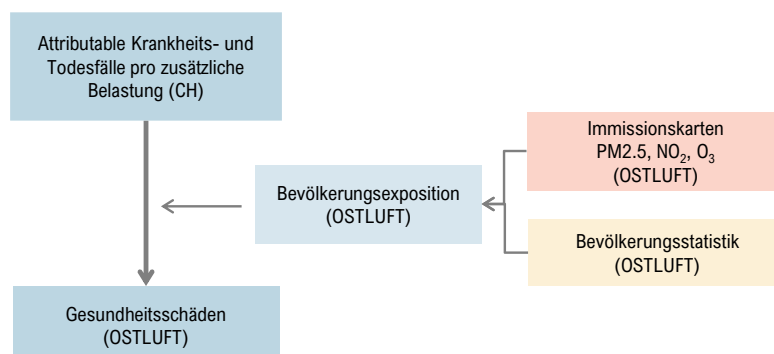 Attributable Krankheits- und
Todesfälle pro zusätzliche
Belastung (CH)
Immissionskarten
PM2.5, NO₂, O₃
(OSTLUFT)
Bevölkerungsexposition
(OSTLUFT)
Bevölkerungsstatistik
(OSTLUFT)
Gesundheitsschäden
(OSTLUFT)